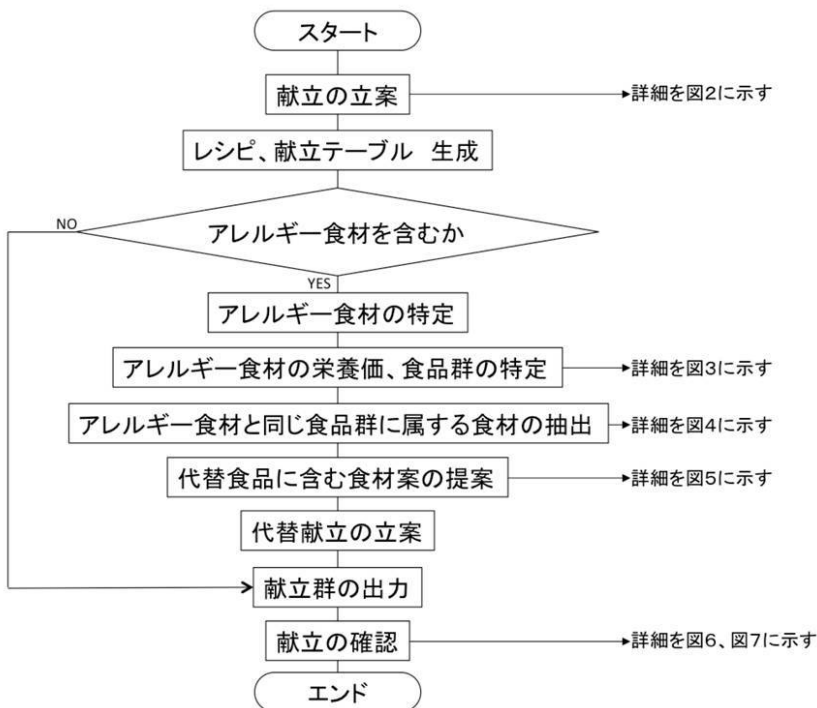 スタート
献立の立案
詳細を図2に示す
レシピ、献立テーブル 生成
NO
アレルギー食材を含むか
YES
アレルギー食材の特定
アレルギー食材の栄養価、食品群の特定
詳細を図3に示す
アレルギー食材と同じ食品群に属する食材の抽出
詳細を図4に示す
代替食品に含む食材案の提案
詳細を図5に示す
代替献立の立案
献立群の出力
献立の確認
詳細を図6、図7に示す
エンド